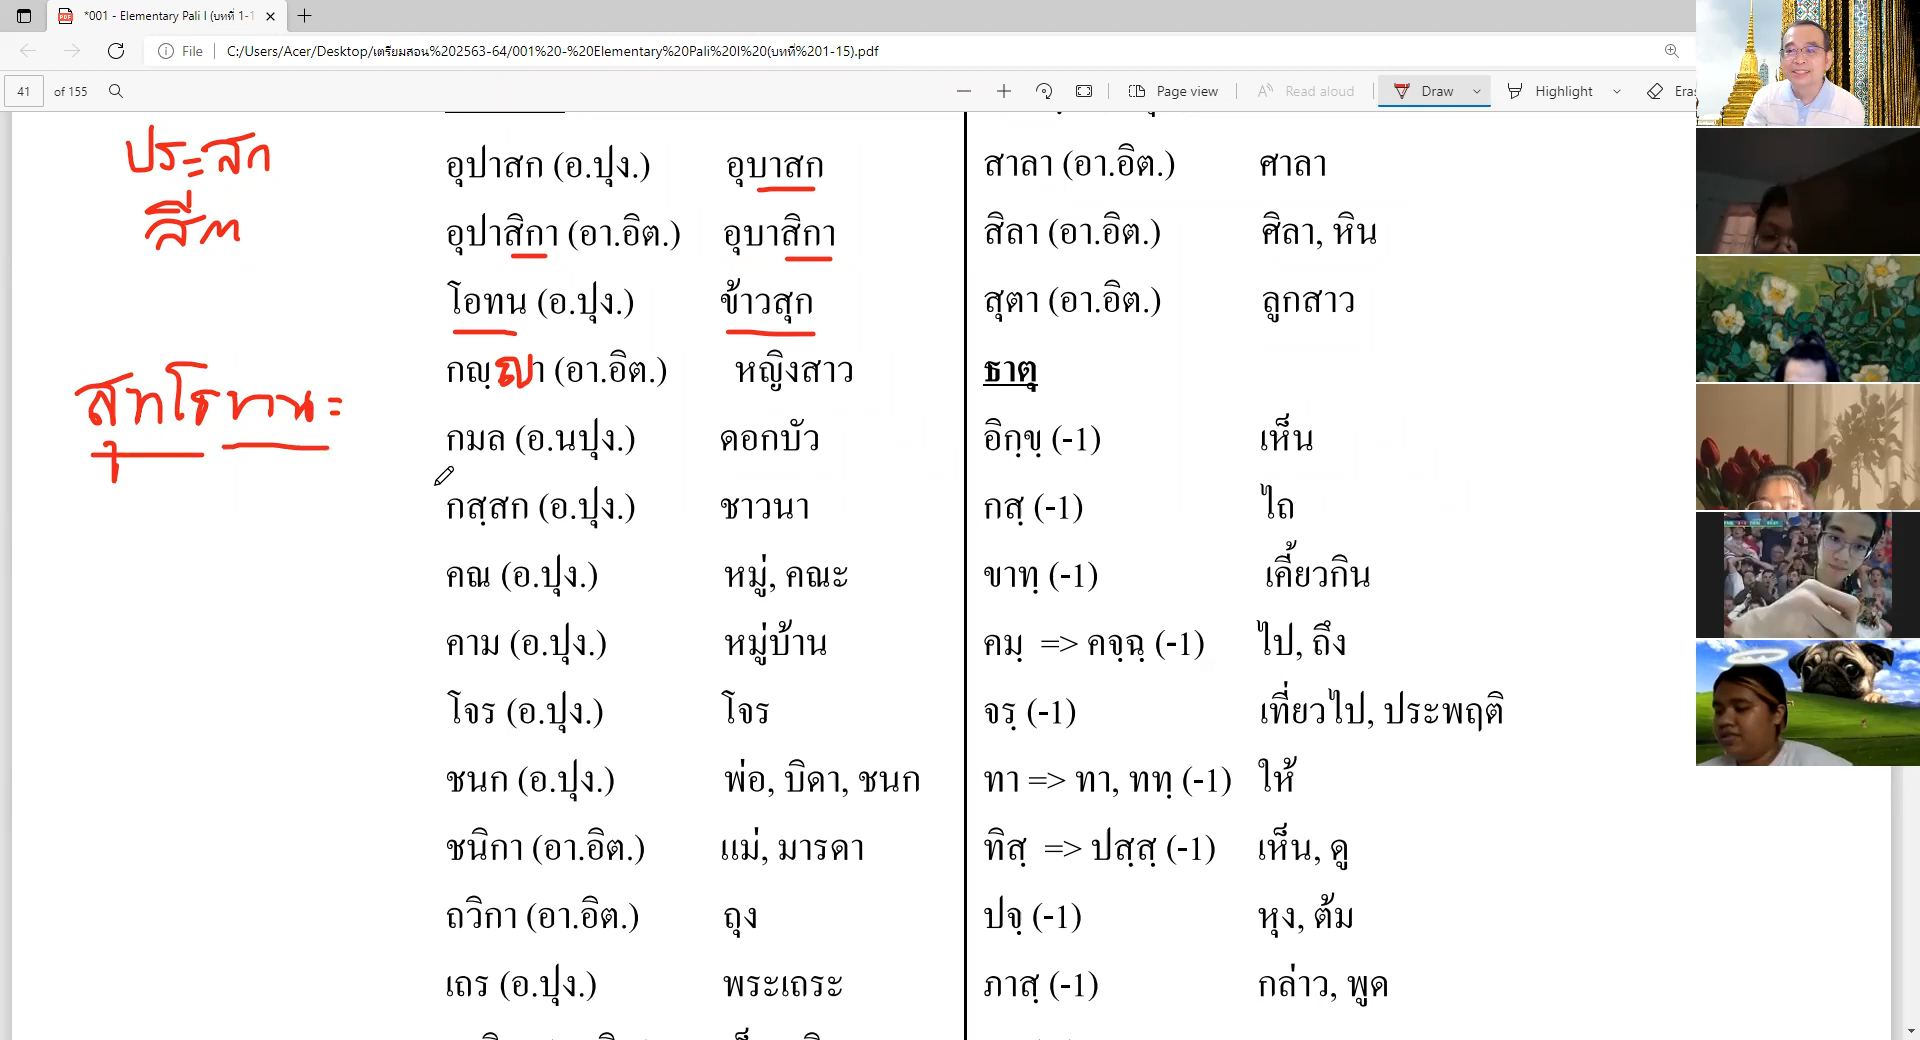 *001 - Elementary Pali I (บทที่ 1-1
File
C:/Users/Acer/Desktop/เตรียมสอน%202563-64/001%20-%20Elementary%20Pali%20I%20(บทที่%201-15).pdf
41 of 155
Page view
Read aloud
Draw
Highlight
Eras
ประสก
สีกา
สุทโธทานะ
อุปาสก (อ.ปุง.) อุบาสก
อุปาสิกา (อา.อิต.) อุบาสิกา
โอทน (อ.ปุง.) ข้าวสุก
กญฺญา (อา.อิต.) หญิงสาว
กมล (อ.นปุง.) ดอกบัว
กสฺสก (อ.ปุง.) ชาวนา
คณ (อ.ปุง.) หมู่, คณะ
คาม (อ.ปุง.) หมู่บ้าน
โจร (อ.ปุง.) โจร
ชนก (อ.ปุง.) พ่อ, บิดา, ชนก
ชนิกา (อา.อิต.) แม่, มารดา
ถวิกา (อา.อิต.) ถุง
เถร (อ.ปุง.) พระเถระ
สาลา (อา.อิต.) ศาลา
สิลา (อา.อิต.) ศิลา, หิน
สุตา (อา.อิต.) ลูกสาว
ธาตุ
อิกฺขฺ (-1) เห็น
กสฺ (-1) ไถ
ขาทฺ (-1) เคี้ยวกิน
คมฺ => คจฺฉฺ (-1) ไป, ถึง
จรฺ (-1) เที่ยวไป, ประพฤติ
ทา => ทา, ททฺ (-1) ให้
ทิสฺ => ปสฺสฺ (-1) เห็น, ดู
ปจฺ (-1) หุง, ต้ม
ภาสฺ (-1) กล่าว, พูด